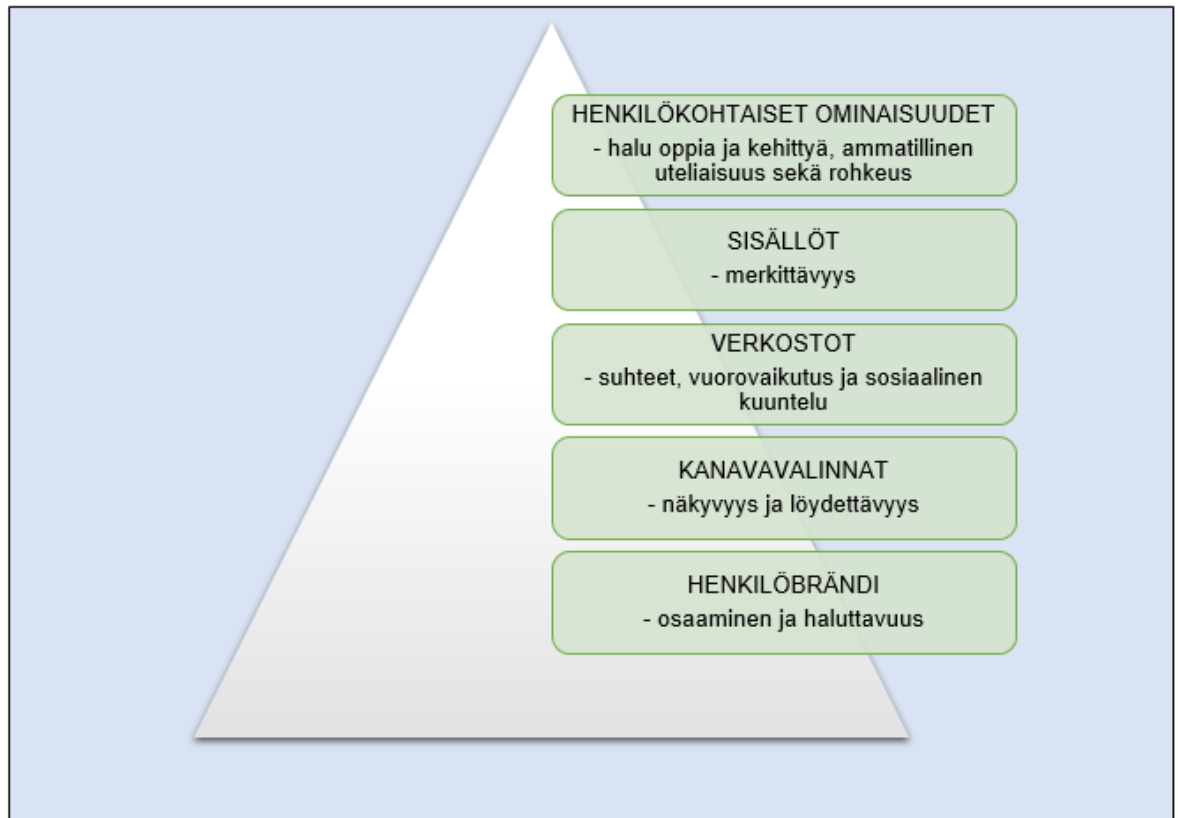 HENKILÖKOHTAISET OMINAISUUDET
- halu oppia ja kehittyä, ammatillinen
uteliaisuus sekä rohkeus
SISÄLLÖT
- merkittävyys
VERKOSTOT
- suhteet, vuorovaikutus ja sosiaalinen
kuuntelu
KANAVAVALINNAT
- näkyvyys ja löydettävyys
HENKILÖBRÄNDI
- osaaminen ja haluttavuus